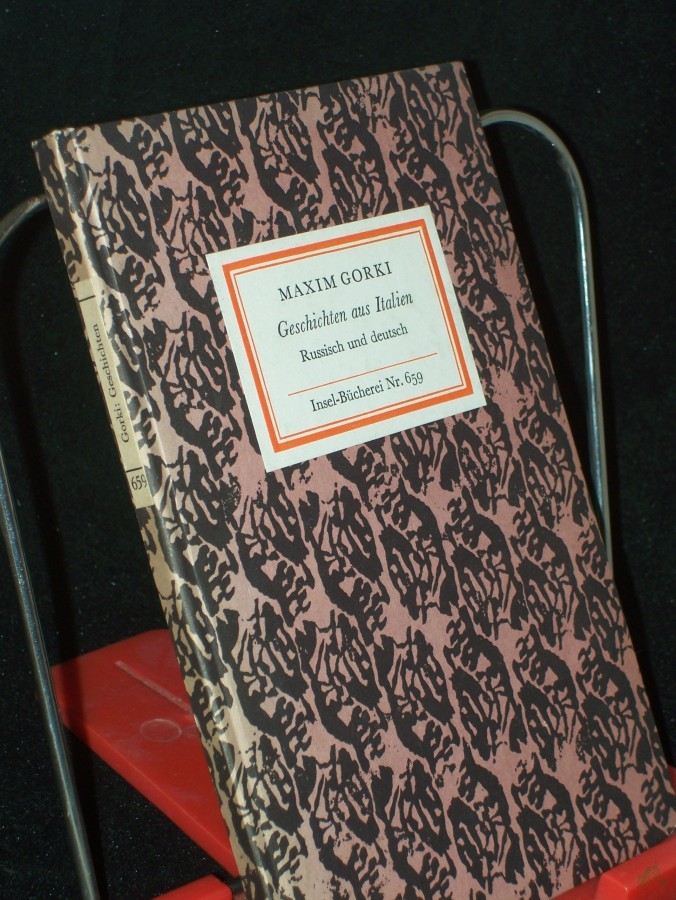 MAXIM GORKI
Geschichten aus Italien
Russisch und deutsch
Insel-Bücherei Nr. 659
Gorki: Geschichten
659